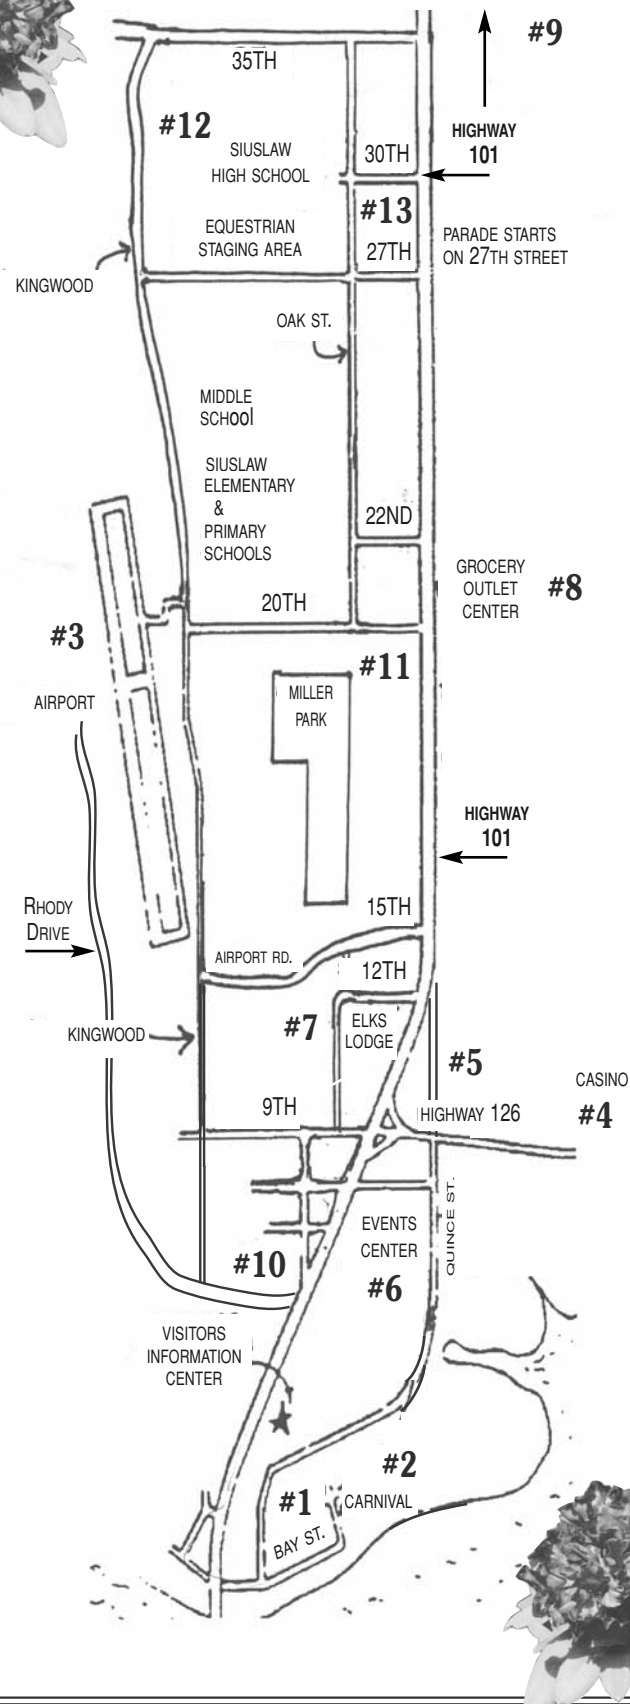 #9
35TH
#12
HIGHWAY
101
SIUSLAW
HIGH SCHOOL
30TH
#13
EQUESTRIAN
STAGING AREA
27TH
PARADE STARTS
ON 27TH STREET
KINGWOOD
OAK ST.
MIDDLE
SCHool
SIUSLAW
ELEMENTARY
&
PRIMARY
SCHOOLS
22ND
GROCERY
OUTLET
CENTER
#8
20TH
#3
#11
MILLER
PARK
AIRPORT
HIGHWAY
101
15TH
RHODY
DRIVE
AIRPORT RD.
12TH
KINGWOOD
#7
ELKS
LODGE
#5
CASINO
#4
9TH
HIGHWAY 126
QUINCE ST.
EVENTS
CENTER
#6
#10
VISITORS
INFORMATION
CENTER
#2
#1
CARNIVAL
BAY ST.